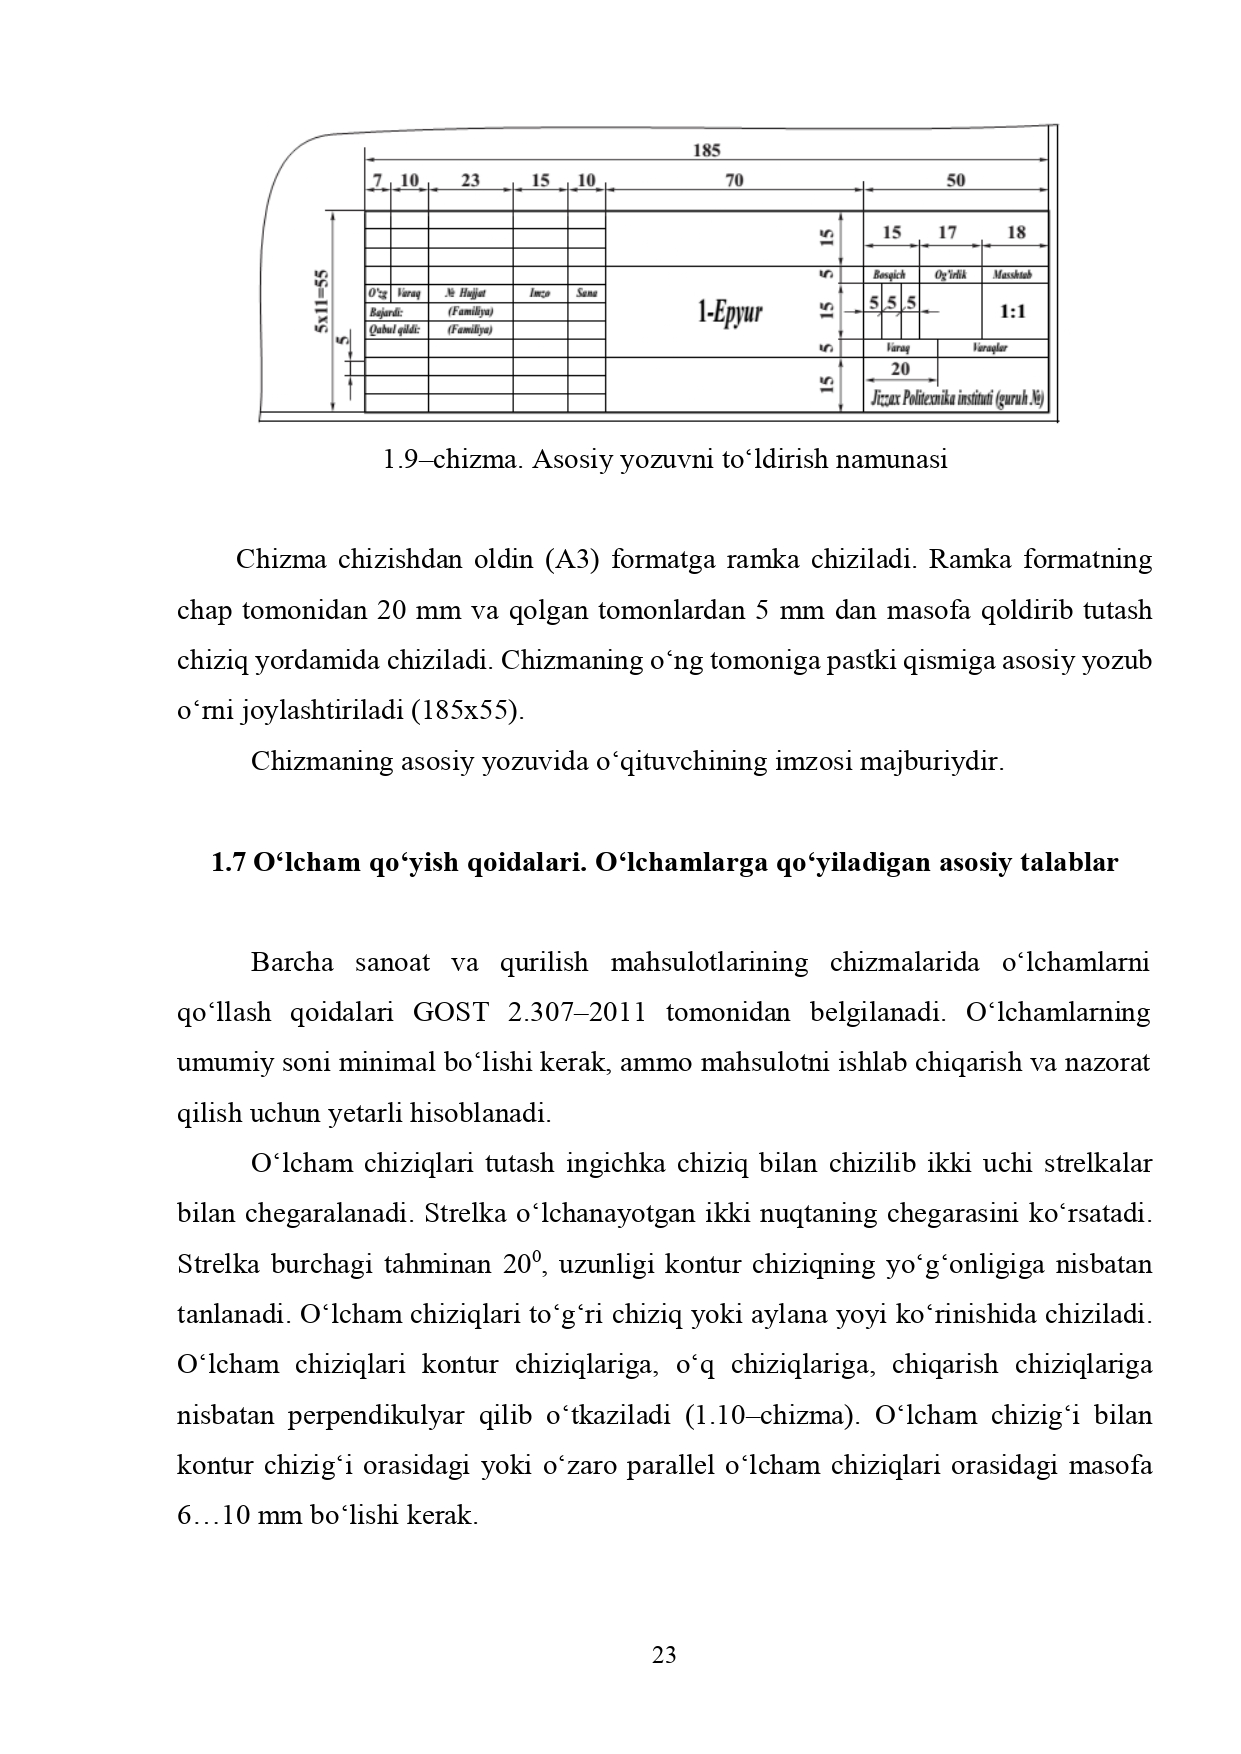 185
7 10 23 15 10 70 50
15 15 17 18
5 Bosqich Og'irlik Masshtab
5x11=55
O'zg Varaq № Hujjat Imzo Sana
Bajardi: (Familiya)
Qabul qildi: (Familiya)
1-Epyur
15 5 5 5 1:1
5 5 Varaq Varaqlar
15 20
Jizzax Politexnika instituti (guruh №)
1.9–chizma. Asosiy yozuvni to‘ldirish namunasi
Chizma chizishdan oldin (A3) formatga ramka chiziladi. Ramka formatning
chap tomonidan 20 mm va qolgan tomonlardan 5 mm dan masofa qoldirib tutash
chiziq yordamida chiziladi. Chizmaning o‘ng tomoniga pastki qismiga asosiy yozub
o‘rni joylashtiriladi (185x55).
Chizmaning asosiy yozuvida o‘qituvchining imzosi majburiydir.
1.7 O‘lcham qo‘yish qoidalari. O‘lchamlarga qo‘yiladigan asosiy talablar
Barcha sanoat va qurilish mahsulotlarining chizmalarida o‘lchamlarni
qo‘llash qoidalari GOST 2.307–2011 tomonidan belgilanadi. O‘lchamlarning
umumiy soni minimal bo‘lishi kerak, ammo mahsulotni ishlab chiqarish va nazorat
qilish uchun yetarli hisoblanadi.
O‘lcham chiziqlari tutash ingichka chiziq bilan chizilib ikki uchi strelkalar
bilan chegaralanadi. Strelka o‘lchanayotgan ikki nuqtaning chegarasini ko‘rsatadi.
Strelka burchagi tahminan 20⁰, uzunligi kontur chiziqning yo‘g‘onligiga nisbatan
tanlanadi. O‘lcham chiziqlari to‘g‘ri chiziq yoki aylana yoyi ko‘rinishida chiziladi.
O‘lcham chiziqlari kontur chiziqlariga, o‘q chiziqlariga, chiqarish chiziqlariga
nisbatan perpendikulyar qilib o‘tkaziladi (1.10–chizma). O‘lcham chizig‘i bilan
kontur chizig‘i orasidagi yoki o‘zaro parallel o‘lcham chiziqlari orasidagi masofa
6…10 mm bo‘lishi kerak.
23